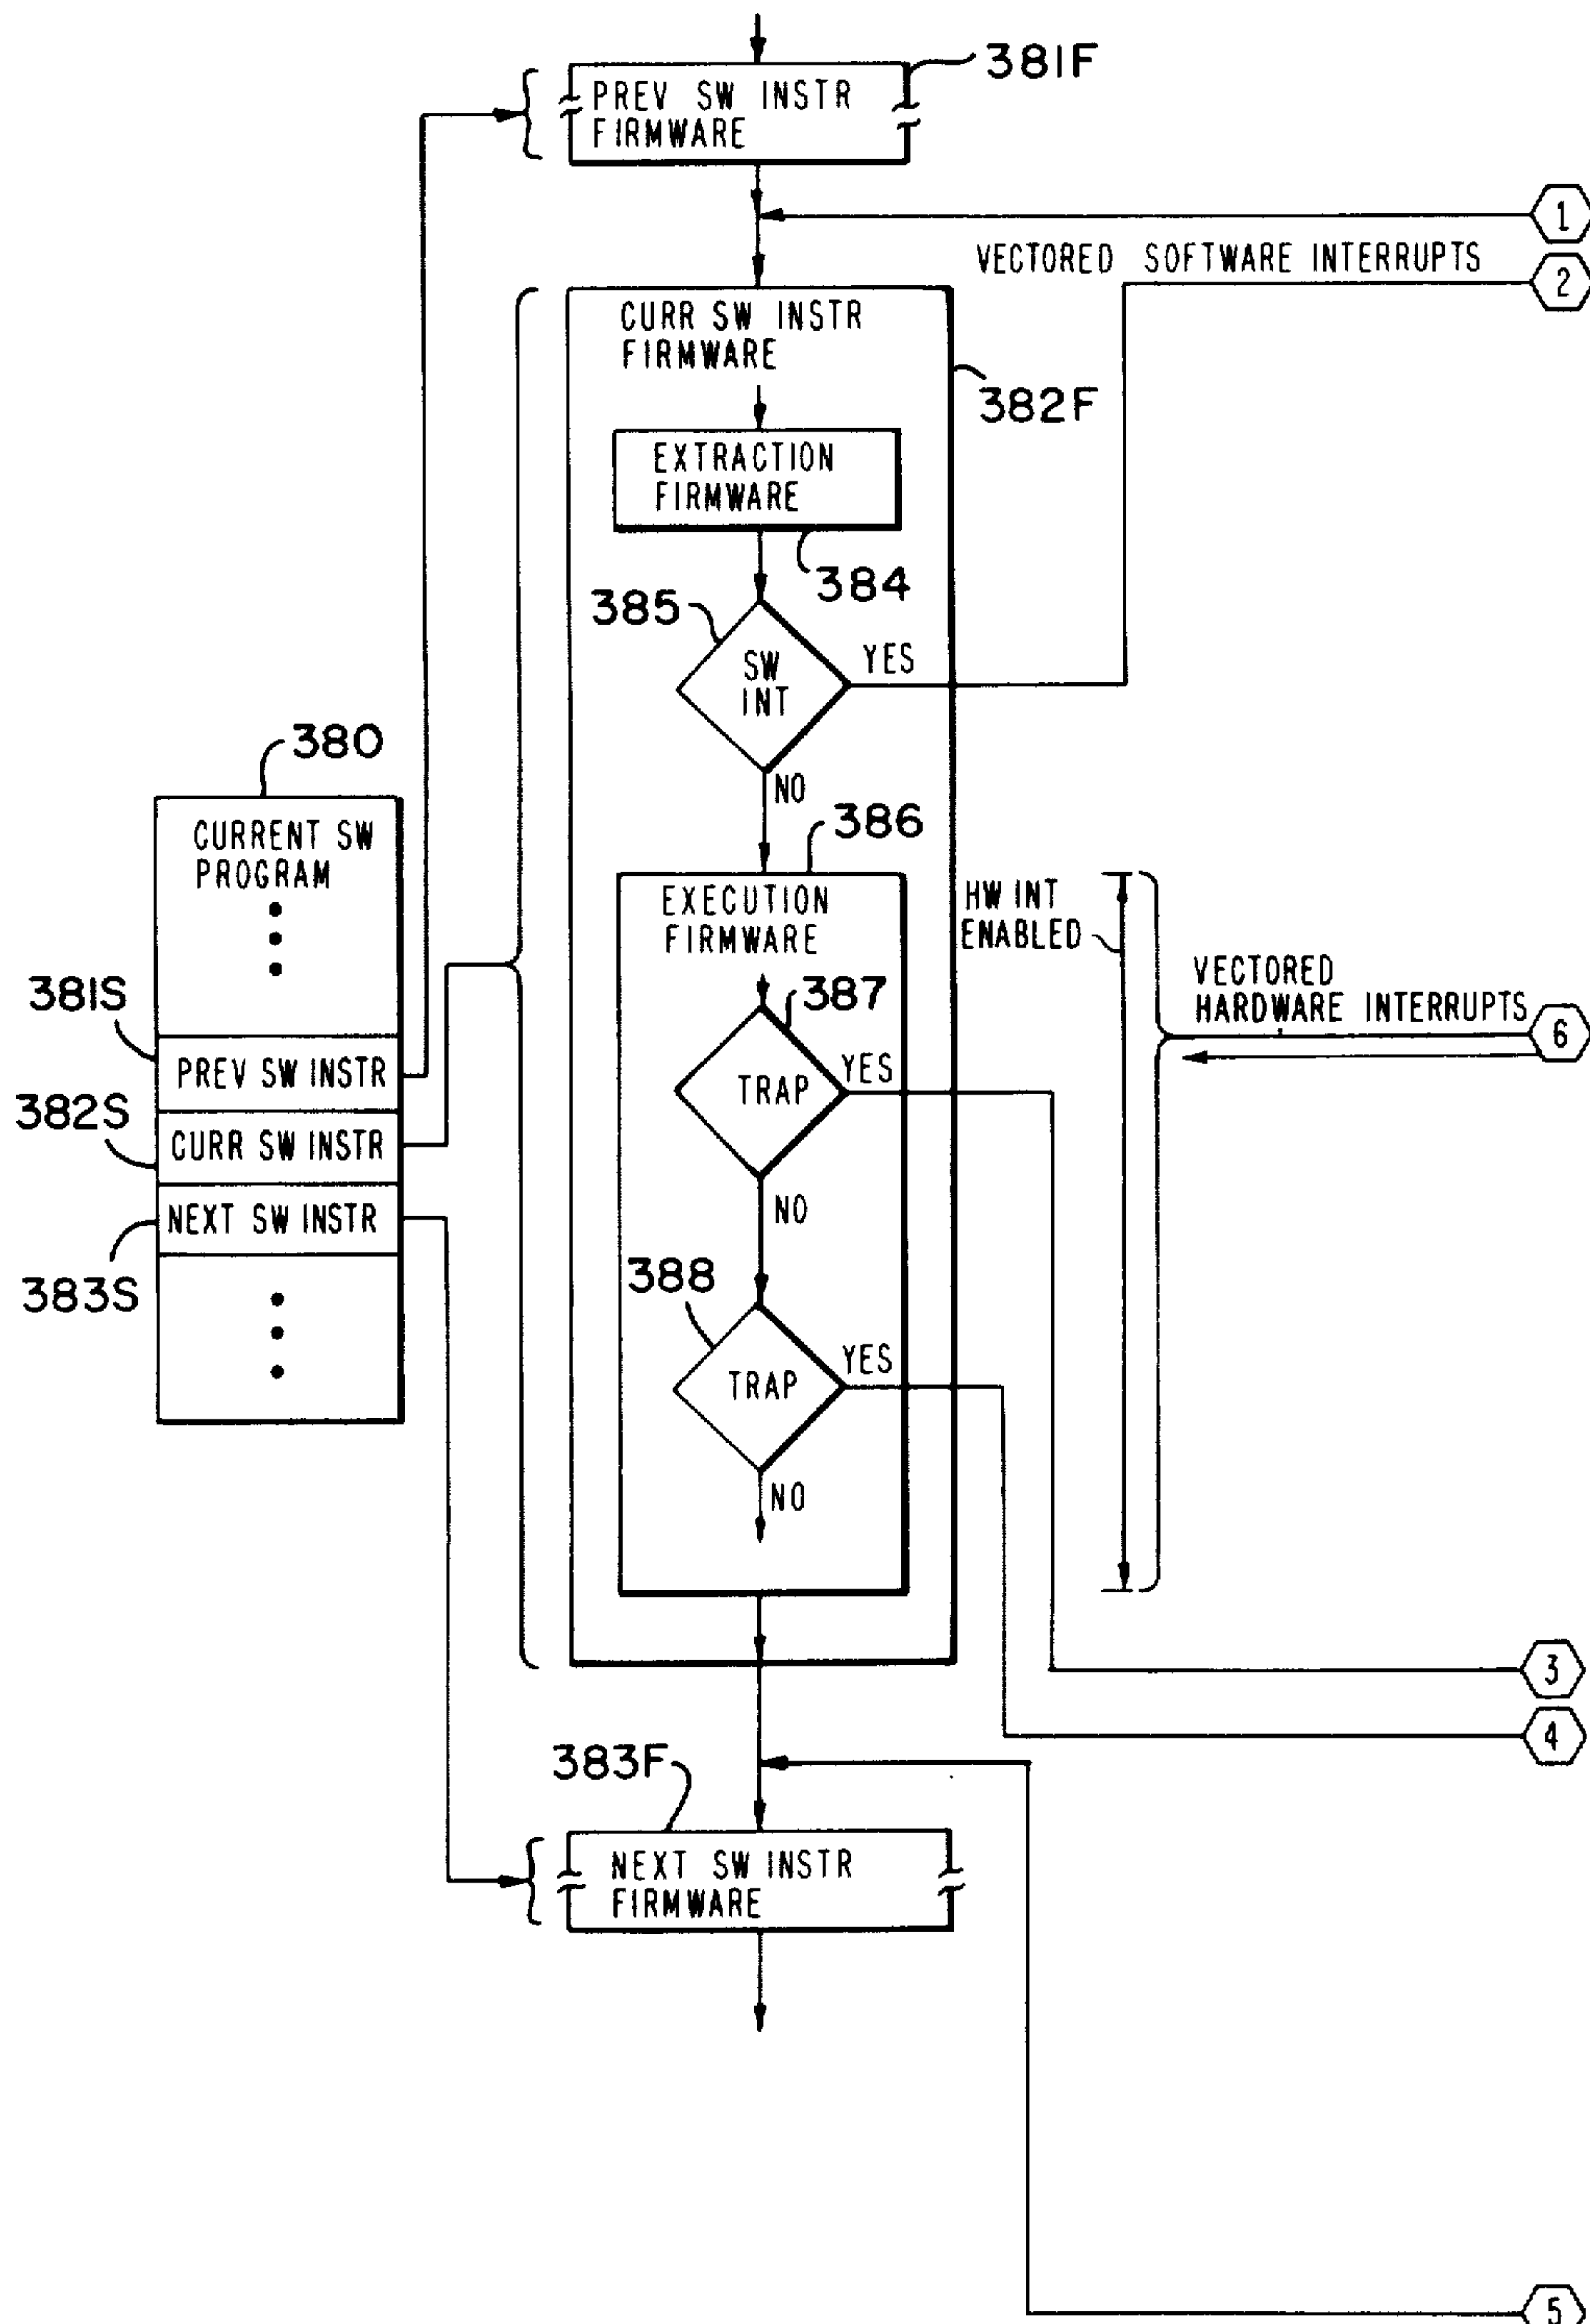 381F
PREV SW INSTR
FIRMWARE
1
VECTORED SOFTWARE INTERRUPTS
2
CURR SW INSTR
FIRMWARE
382F
EXTRACTION
FIRMWARE
384
385
SW
INT
YES
NO
380
CURRENT SW
PROGRAM
386
EXECUTION
FIRMWARE
HW INT
ENABLED
VECTORED
HARDWARE INTERRUPTS
6
381S
PREV SW INSTR
387
TRAP
YES
NO
382S
CURR SW INSTR
NEXT SW INSTR
383S
388
TRAP
YES
NO
3
4
383F
NEXT SW INSTR
FIRMWARE
5